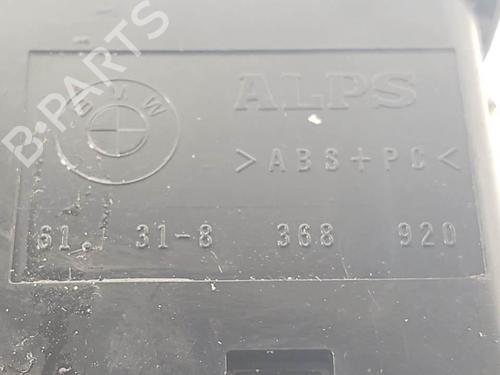 BMW
ALPS
>ABS+PC<
61.31-8 368 920
B-PARTS